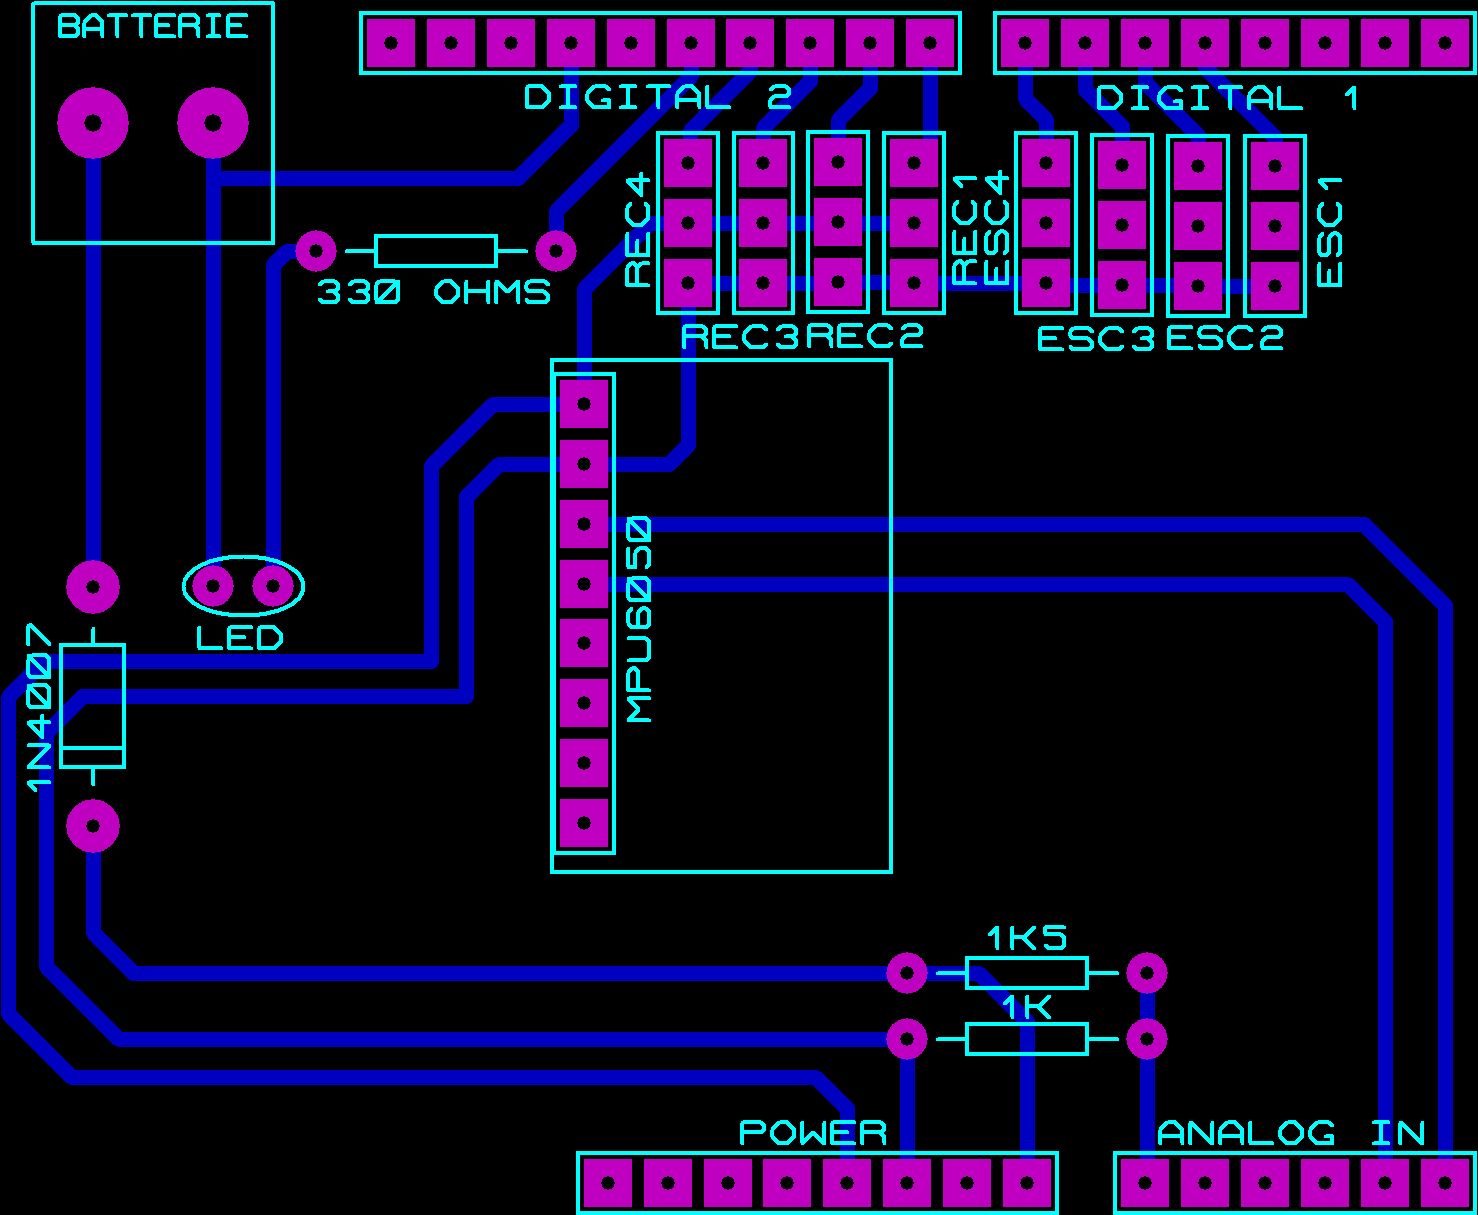 BATTERIE
DIGITAL 2
DIGITAL 1
REC4
REC1
ESC4
ESC1
330 OHMS
REC3
REC2
ESC3
ESC2
MPU6050
LED
1N4007
1K5
1K
POWER
ANALOG IN